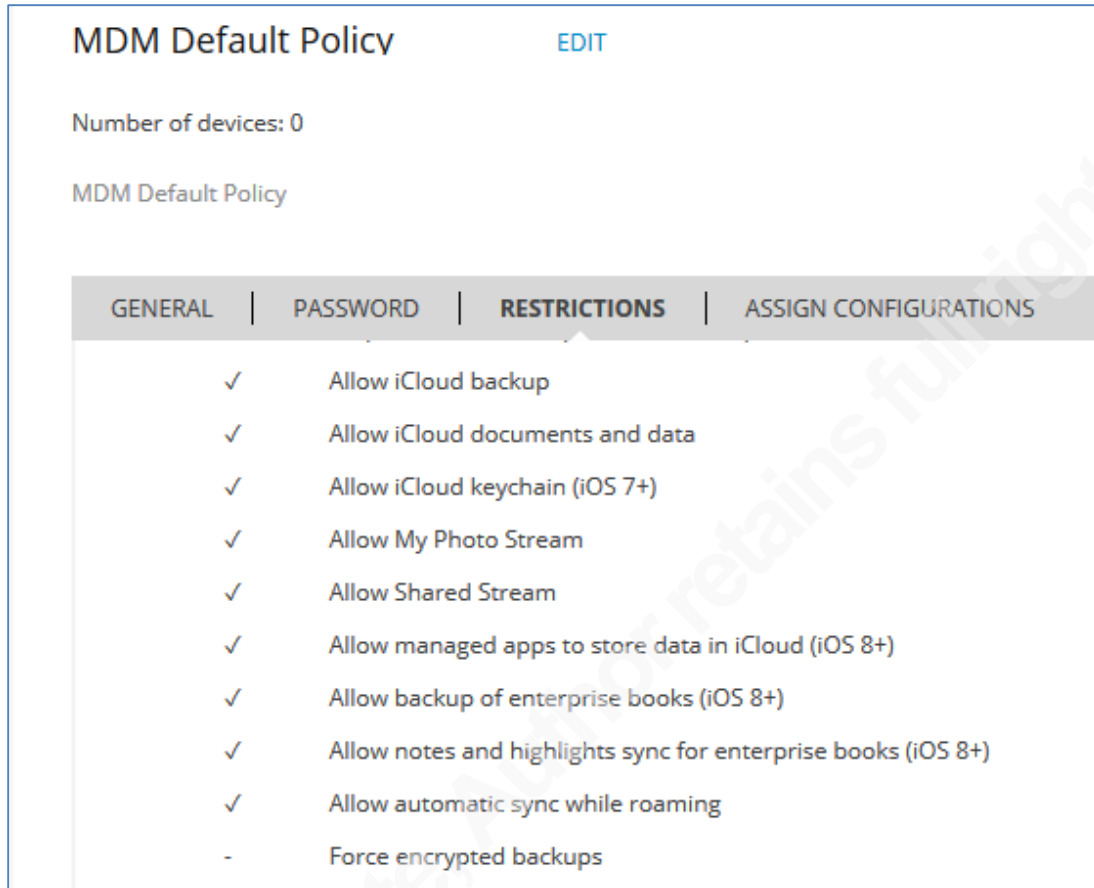 MDM Default Policy EDIT
Number of devices: 0
MDM Default Policy
GENERAL | PASSWORD | RESTRICTIONS | ASSIGN CONFIGURATIONS
✓ Allow iCloud backup
✓ Allow iCloud documents and data
✓ Allow iCloud keychain (iOS 7+)
✓ Allow My Photo Stream
✓ Allow Shared Stream
✓ Allow managed apps to store data in iCloud (iOS 8+)
✓ Allow backup of enterprise books (iOS 8+)
✓ Allow notes and highlights sync for enterprise books (iOS 8+)
✓ Allow automatic sync while roaming
- Force encrypted backups
Author retains full